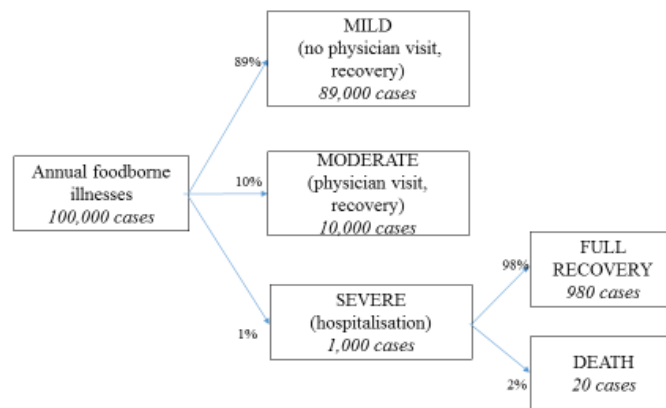 MILD
(no physician visit,
recovery)
89,000 cases
89%
Annual foodborne
illnesses
100,000 cases
10%
MODERATE
(physician visit,
recovery)
10,000 cases
1%
SEVERE
(hospitalisation)
1,000 cases
98%
FULL
RECOVERY
980 cases
2%
DEATH
20 cases